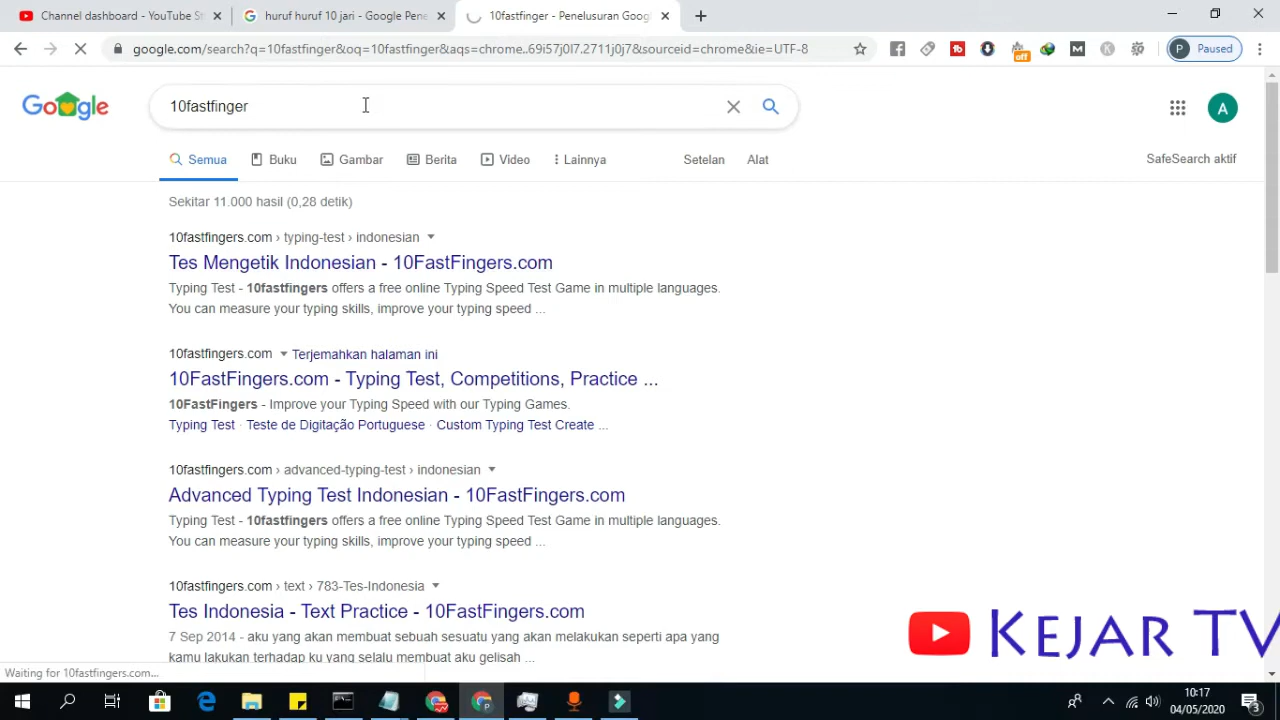 Channel dashboard - YouTube St
huruf huruf 10 jari - Google Pene
10fastfinger - Penelusuran Goog
google.com/search?q=10fastfinger&oq=10fastfinger&aqs=chrome..69i57j0l7.2711j0j7&sourceid=chrome&ie=UTF-8
off
P Paused
Google
10fastfinger
A
Semua
Buku
Gambar
Berita
Video
Lainnya
Setelan
Alat
SafeSearch aktif
Sekitar 11.000 hasil (0,28 detik)
10fastfingers.com › typing-test › indonesian
Tes Mengetik Indonesian - 10FastFingers.com
Typing Test - 10fastfingers offers a free online Typing Speed Test Game in multiple languages.
You can measure your typing skills, improve your typing speed ...
10fastfingers.com Terjemahkan halaman ini
10FastFingers.com - Typing Test, Competitions, Practice ...
10FastFingers - Improve your Typing Speed with our Typing Games.
Typing Test · Teste de Digitação Portuguese · Custom Typing Test Create ...
10fastfingers.com › advanced-typing-test › indonesian
Advanced Typing Test Indonesian - 10FastFingers.com
Typing Test - 10fastfingers offers a free online Typing Speed Test Game in multiple languages.
You can measure your typing skills, improve your typing speed ...
10fastfingers.com › text › 783-Tes-Indonesia
Tes Indonesia - Text Practice - 10FastFingers.com
7 Sep 2014 - aku yang akan membuat sebuah sesuatu yang akan melakukan seperti apa yang
kamu lakukan terhadap ku yang selalu membuat aku gelisah ...
KEJAR TV
Waiting for 10fastfingers.com...
10:17
04/05/2020
3